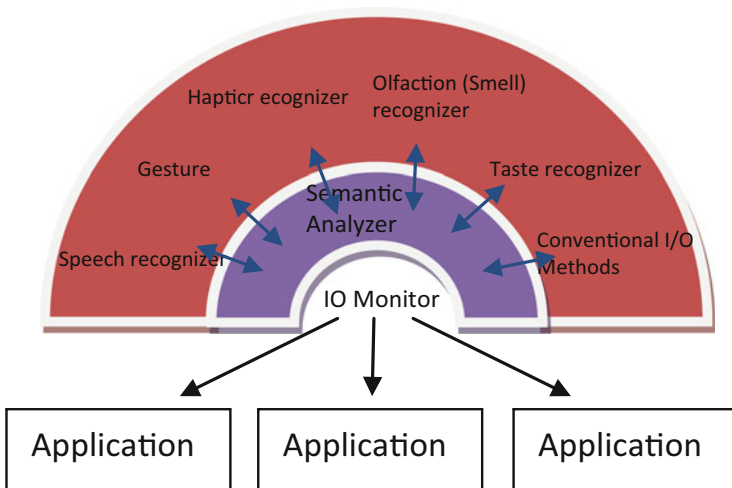 Hapticr ecognizer
Olfaction (Smell)
recognizer
Gesture
Taste recognizer
Semantic
Analyzer
Speech recognizer
Conventional I/O
Methods
IO Monitor
Application
Application
Application